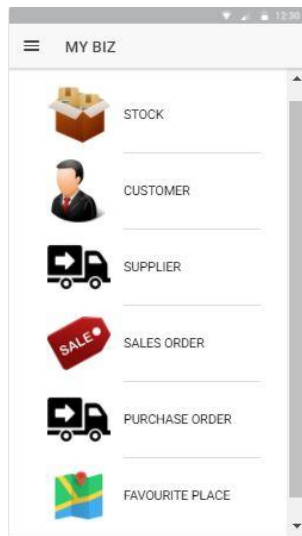 12:30
MY BIZ
STOCK
CUSTOMER
SUPPLIER
SALE
SALES ORDER
PURCHASE ORDER
FAVOURITE PLACE